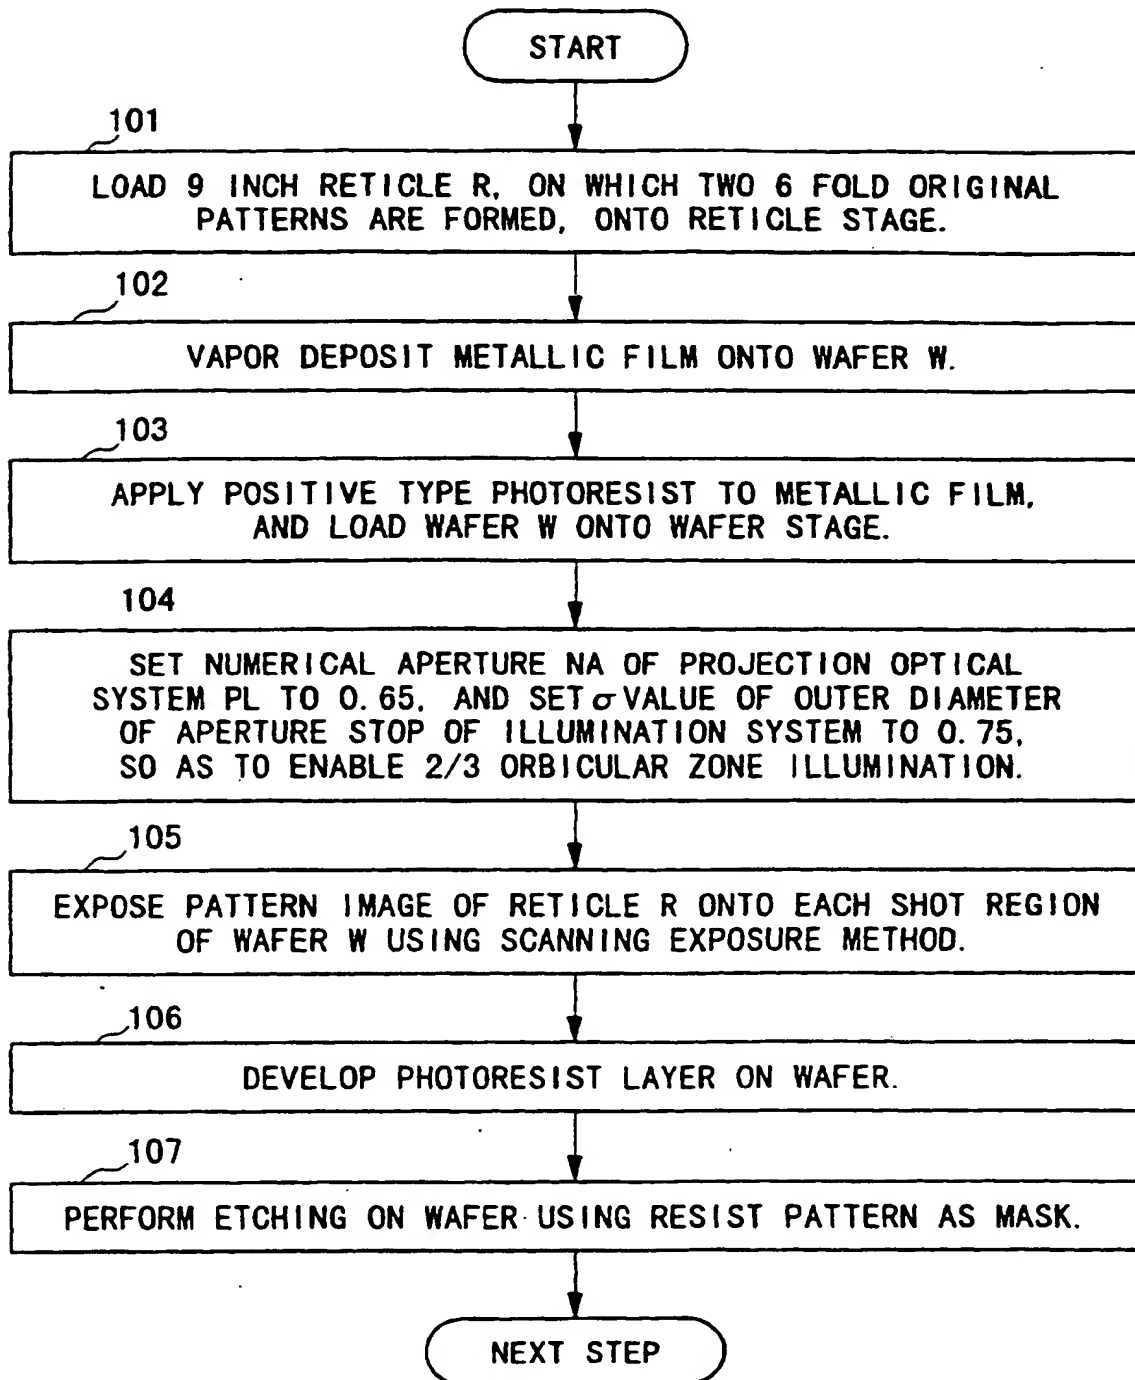 START
101
LOAD 9 INCH RETICLE R, ON WHICH TWO 6 FOLD ORIGINAL
PATTERNS ARE FORMED, ONTO RETICLE STAGE.
102
VAPOR DEPOSIT METALLIC FILM ONTO WAFER W.
103
APPLY POSITIVE TYPE PHOTORESIST TO METALLIC FILM,
AND LOAD WAFER W ONTO WAFER STAGE.
104
SET NUMERICAL APERTURE NA OF PROJECTION OPTICAL
SYSTEM PL TO 0.65, AND SET σ VALUE OF OUTER DIAMETER
OF APERTURE STOP OF ILLUMINATION SYSTEM TO 0.75,
SO AS TO ENABLE 2/3 ORBICULAR ZONE ILLUMINATION.
105
EXPOSE PATTERN IMAGE OF RETICLE R ONTO EACH SHOT REGION
OF WAFER W USING SCANNING EXPOSURE METHOD.
106
DEVELOP PHOTORESIST LAYER ON WAFER.
107
PERFORM ETCHING ON WAFER USING RESIST PATTERN AS MASK.
NEXT STEP